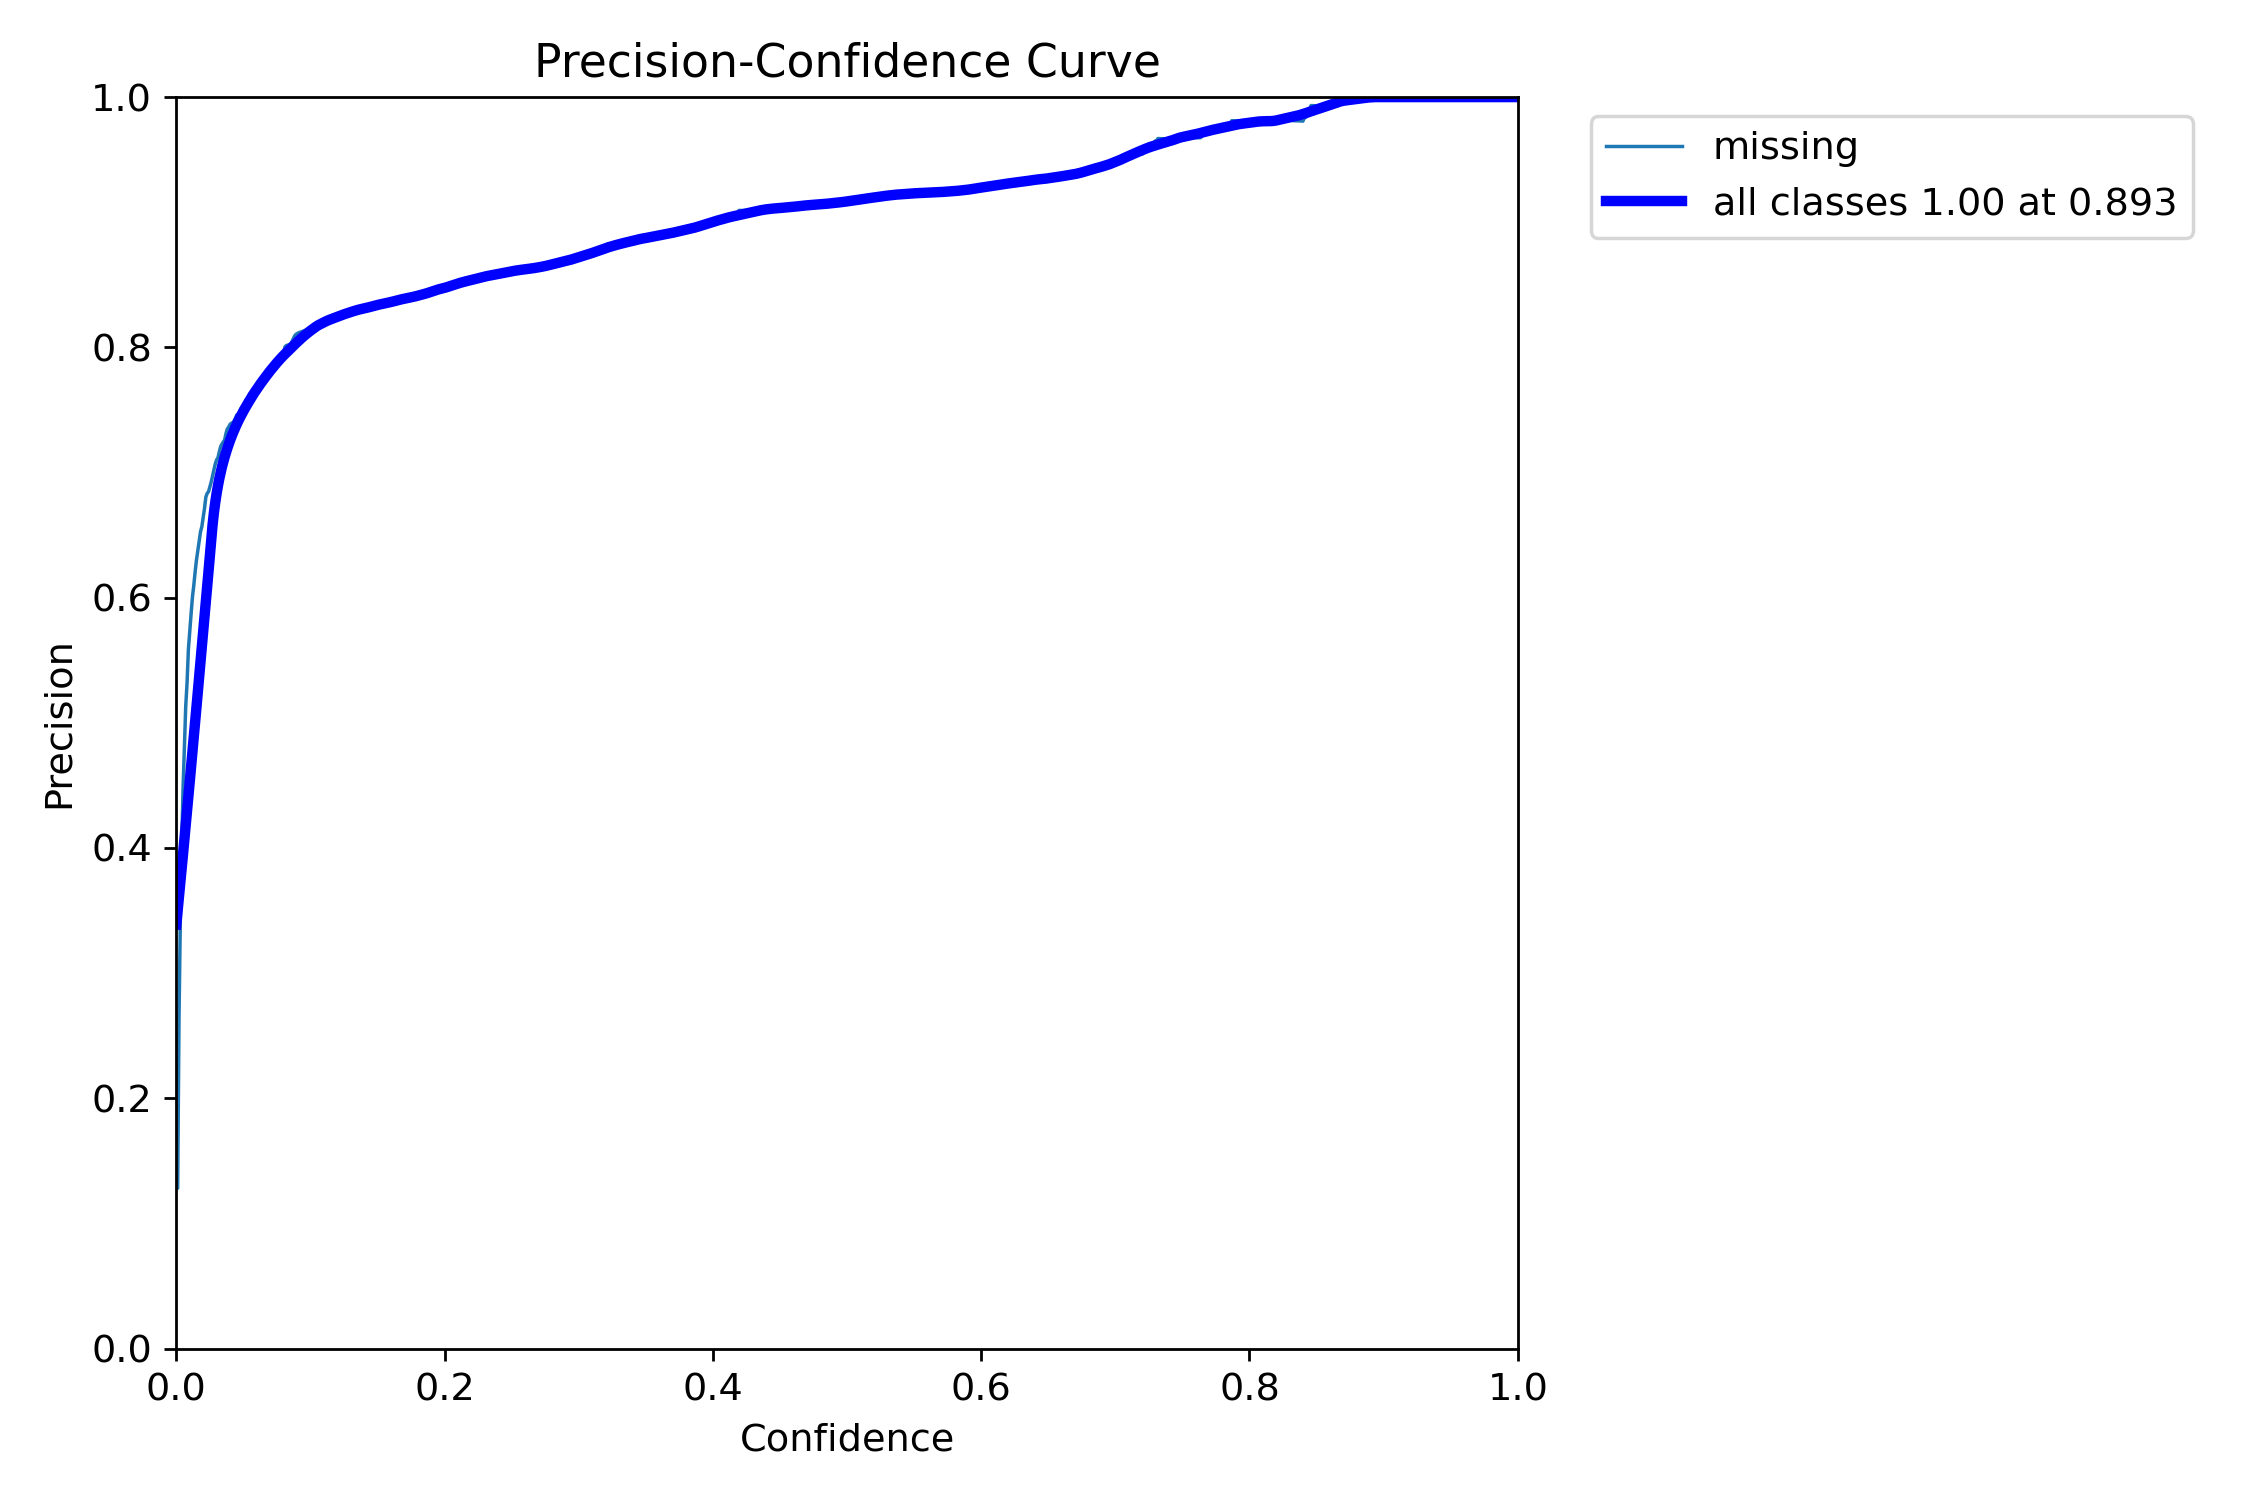 Precision-Confidence Curve
1.0
0.8
0.6
0.4
0.2
0.0
Precision
0.0 0.2 0.4 0.6 0.8 1.0
Confidence
missing
all classes 1.00 at 0.893